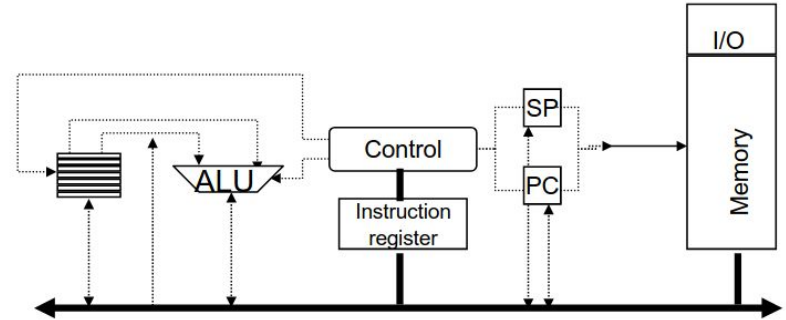 I/O
SP
Control
ALU
PC
Memory
Instruction
register